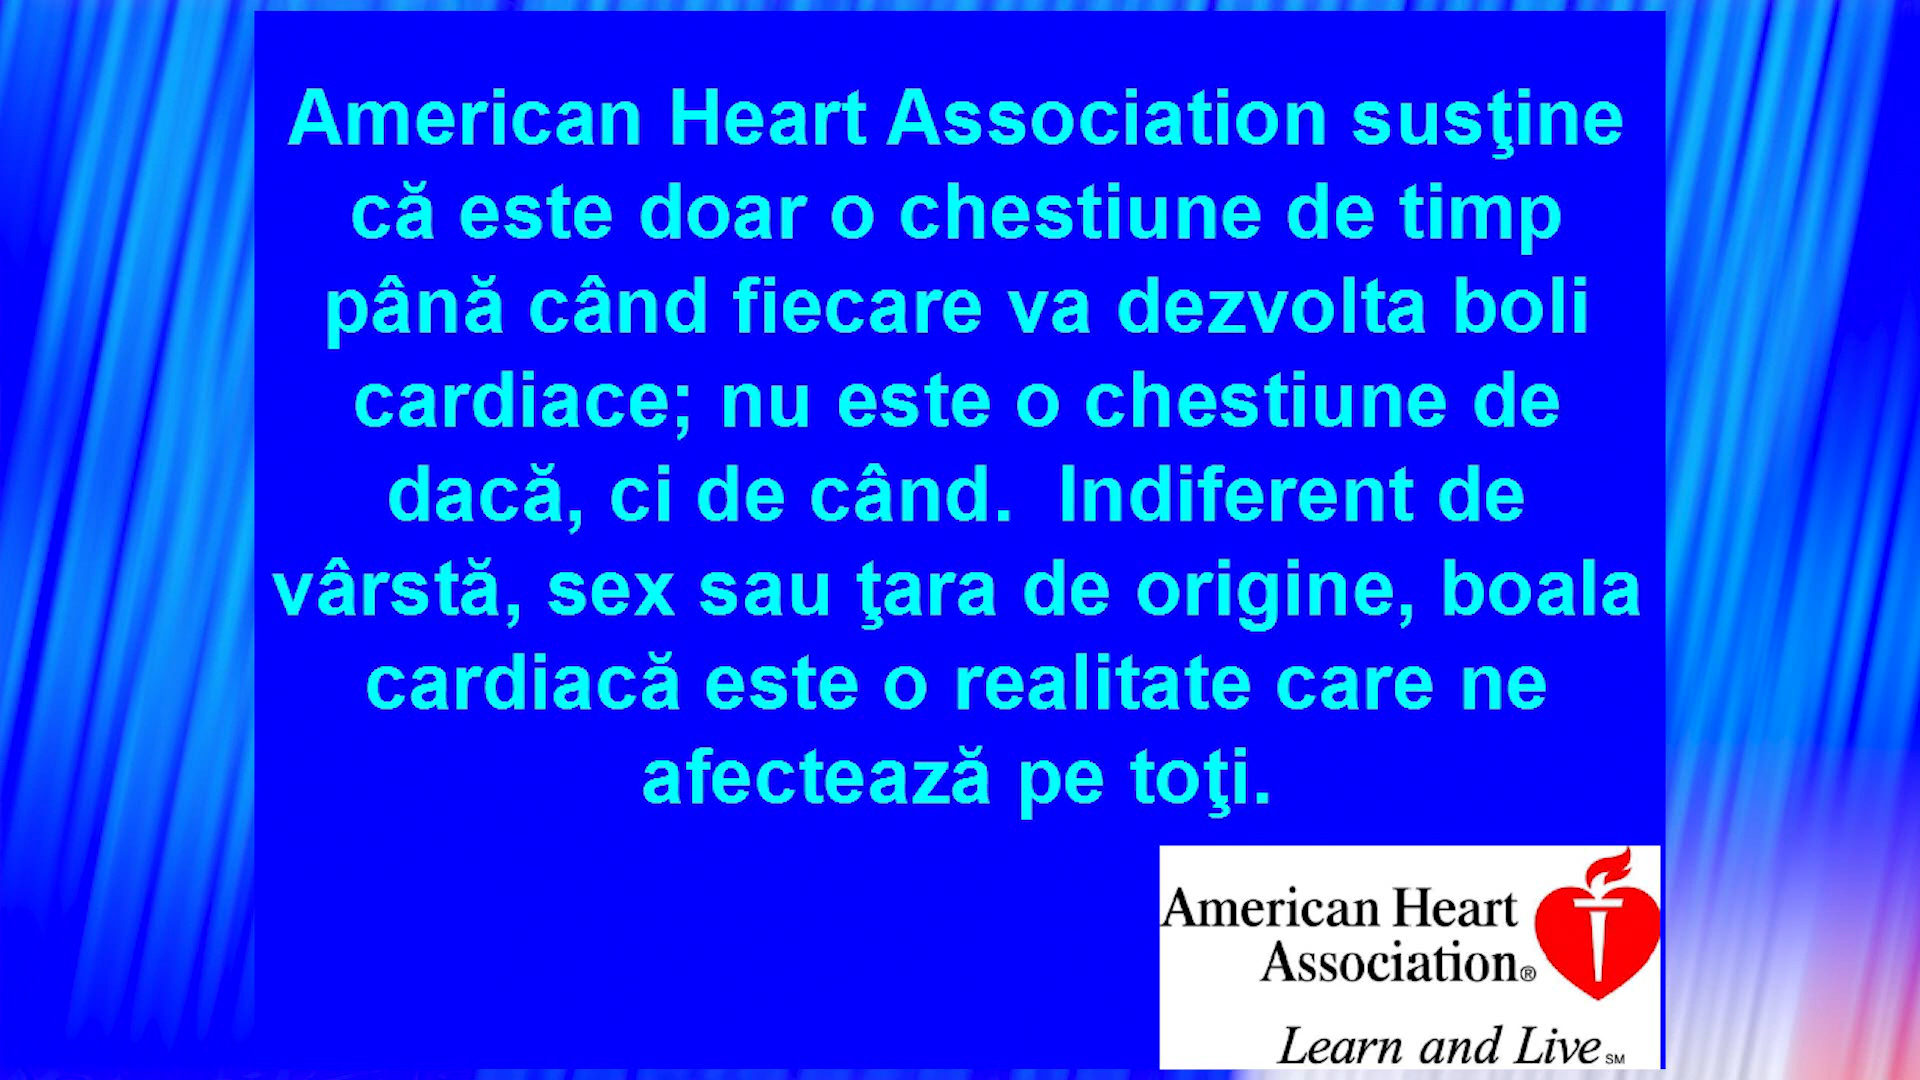 American Heart Association susţine
că este doar o chestiune de timp
până când fiecare va dezvolta boli
cardiace; nu este o chestiune de
dacă, ci de când.  Indiferent de
vârstă, sex sau ţara de origine, boala
cardiacă este o realitate care ne
afectează pe toţi.
American Heart
Association®
Learn and Live SM